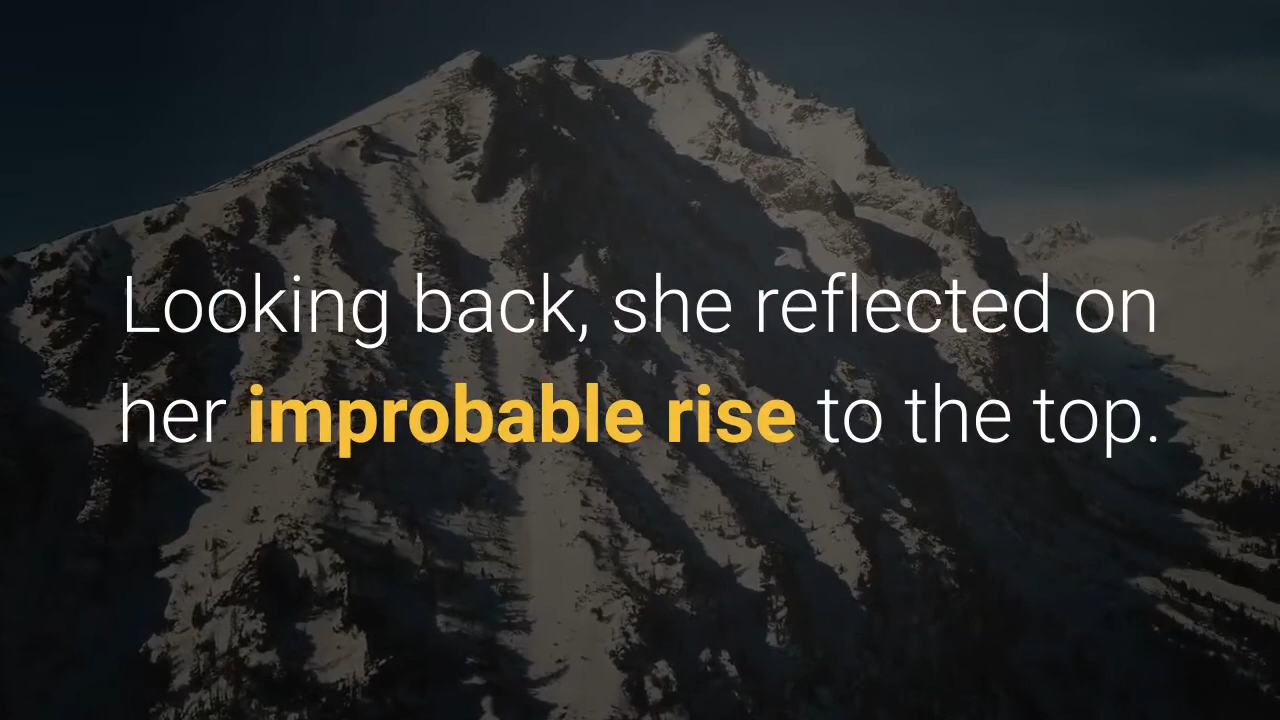 Looking back, she reflected on
her improbable rise to the top.